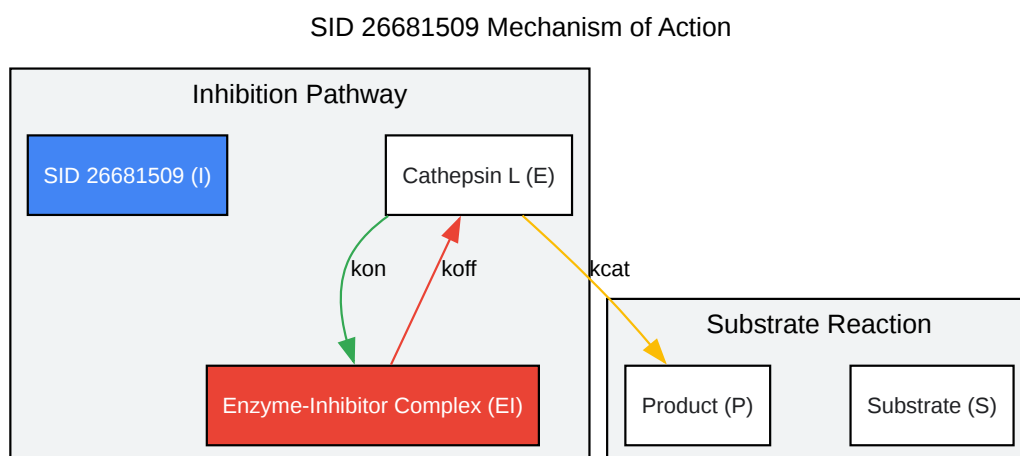 SID 26681509 Mechanism of Action
Inhibition Pathway
SID 26681509 (I)
Cathepsin L (E)
kon
koff
kcat
Substrate Reaction
Enzyme-Inhibitor Complex (EI)
Product (P)
Substrate (S)